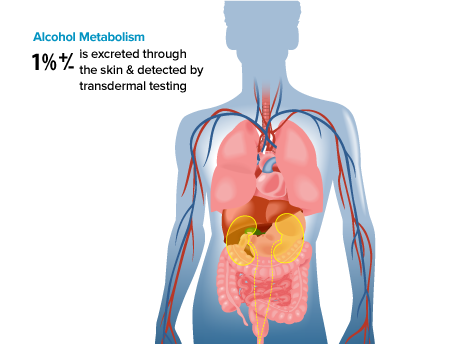 Alcohol Metabolism
1% +/- is excreted through
the skin & detected by
transdermal testing